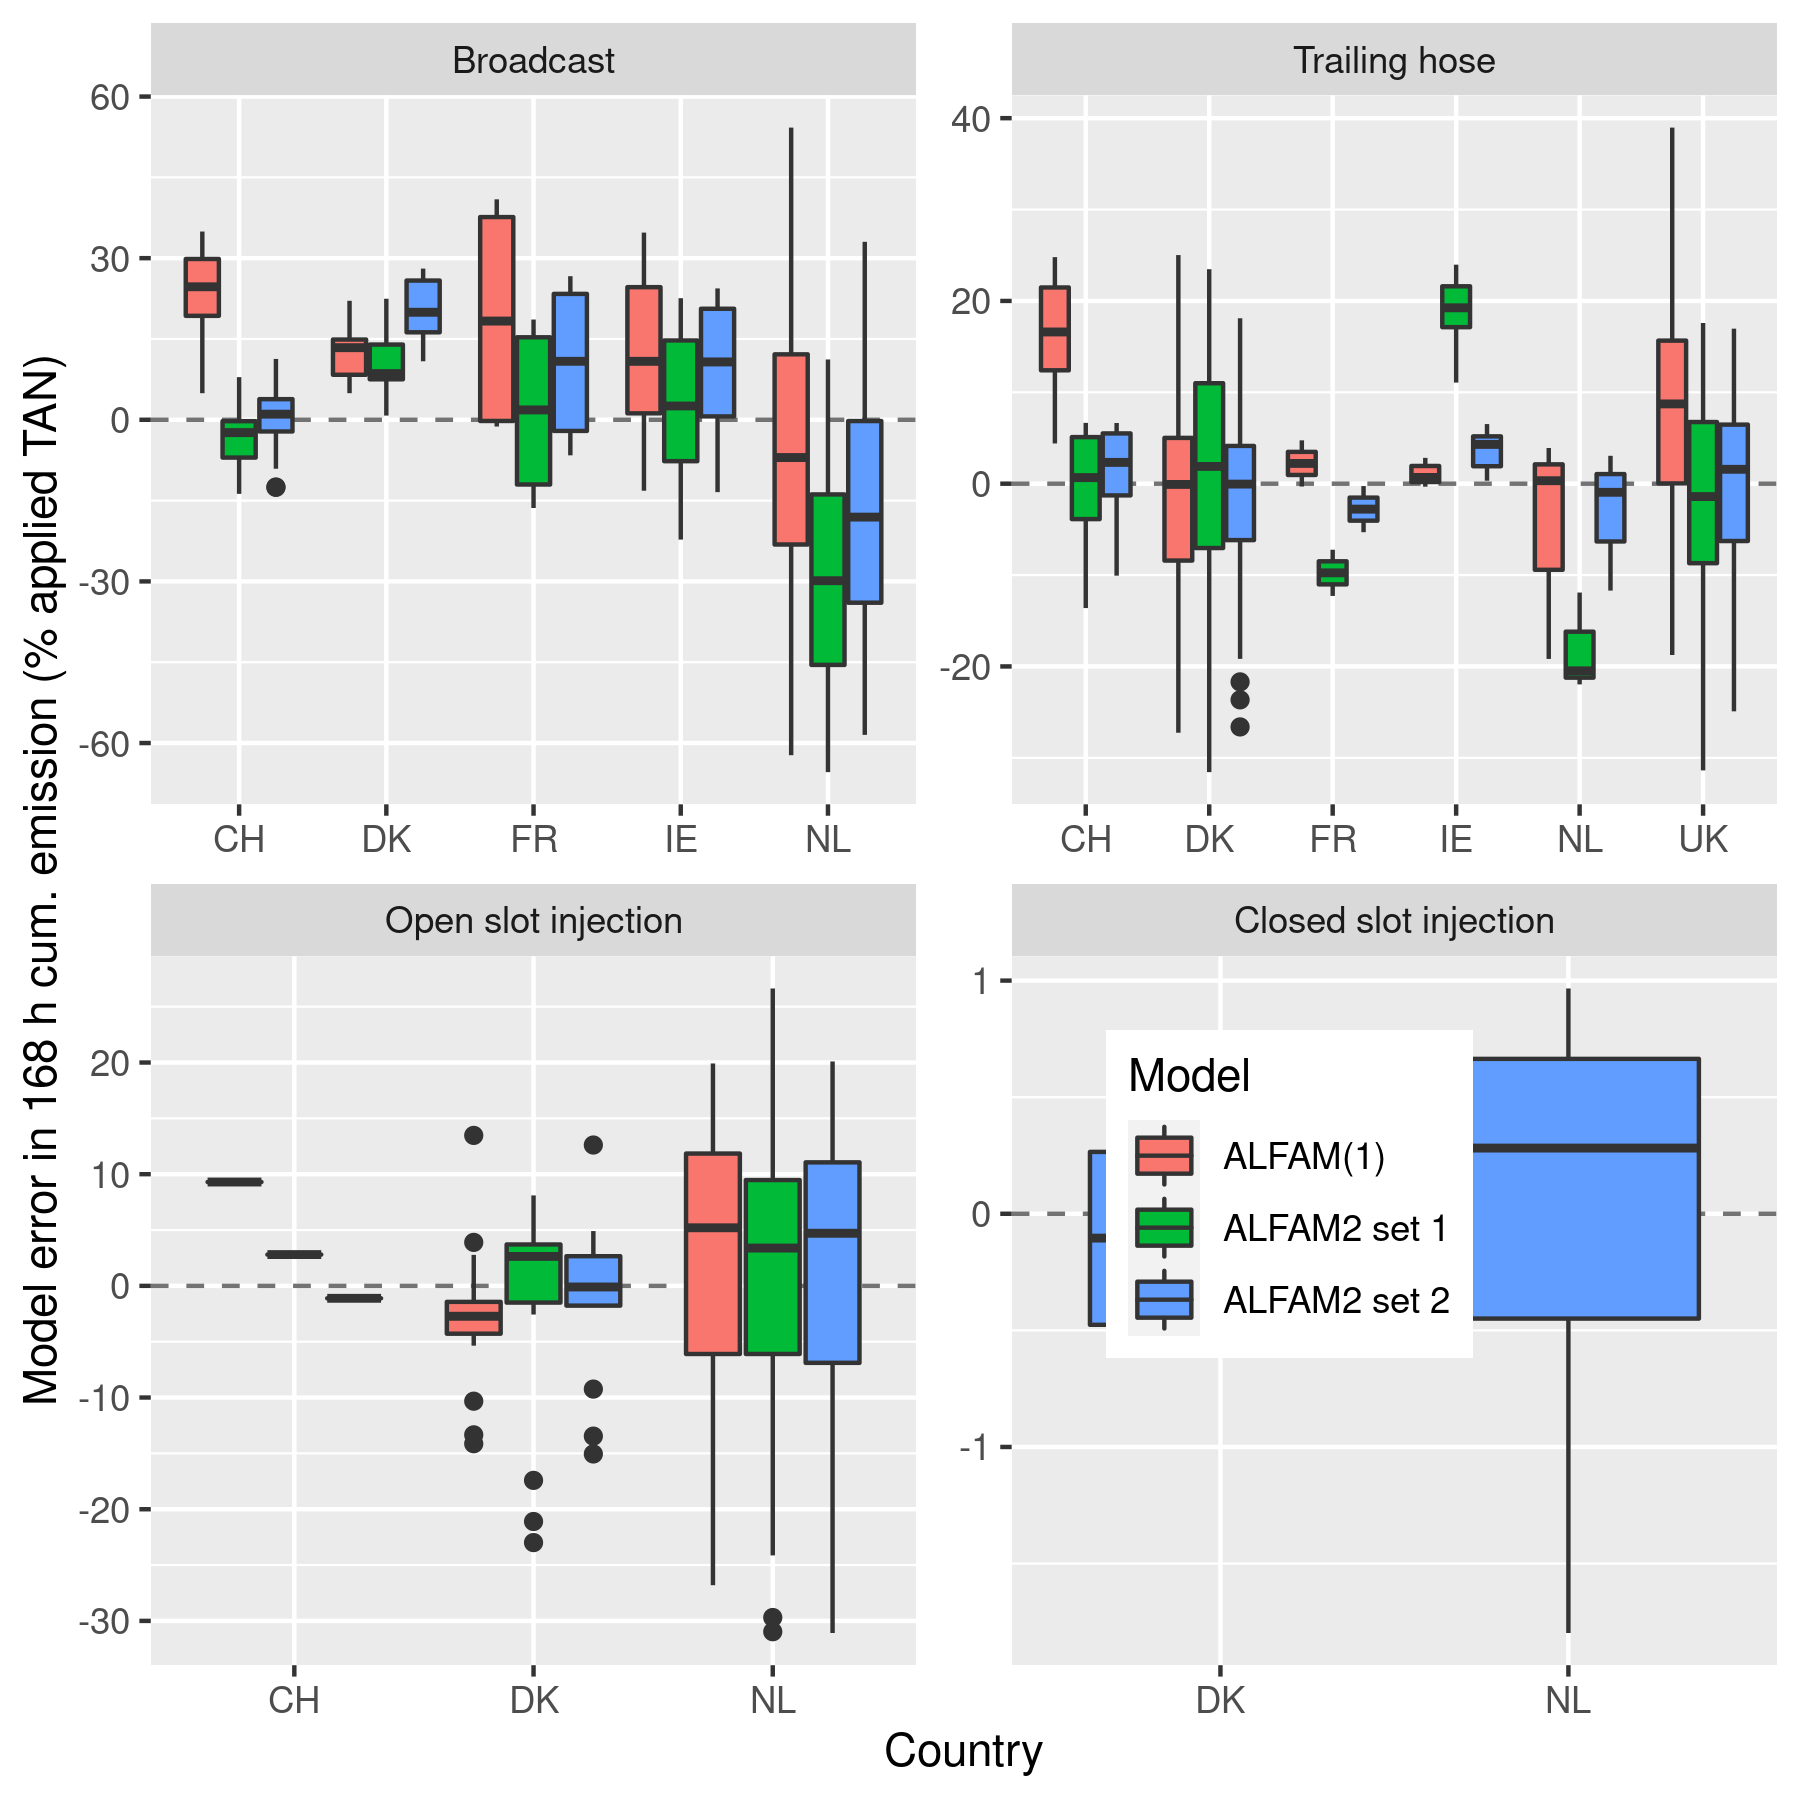 Broadcast
Trailing hose
60
30
0
-30
-60
40
20
0
-20
CH DK FR IE NL
CH DK FR IE NL UK
Model error in 168 h cum. emission (% applied TAN)
Open slot injection
Closed slot injection
20
10
0
-10
-20
-30
1
0
-1
Model
ALFAM(1)
ALFAM2 set 1
ALFAM2 set 2
CH DK NL
DK NL
Country